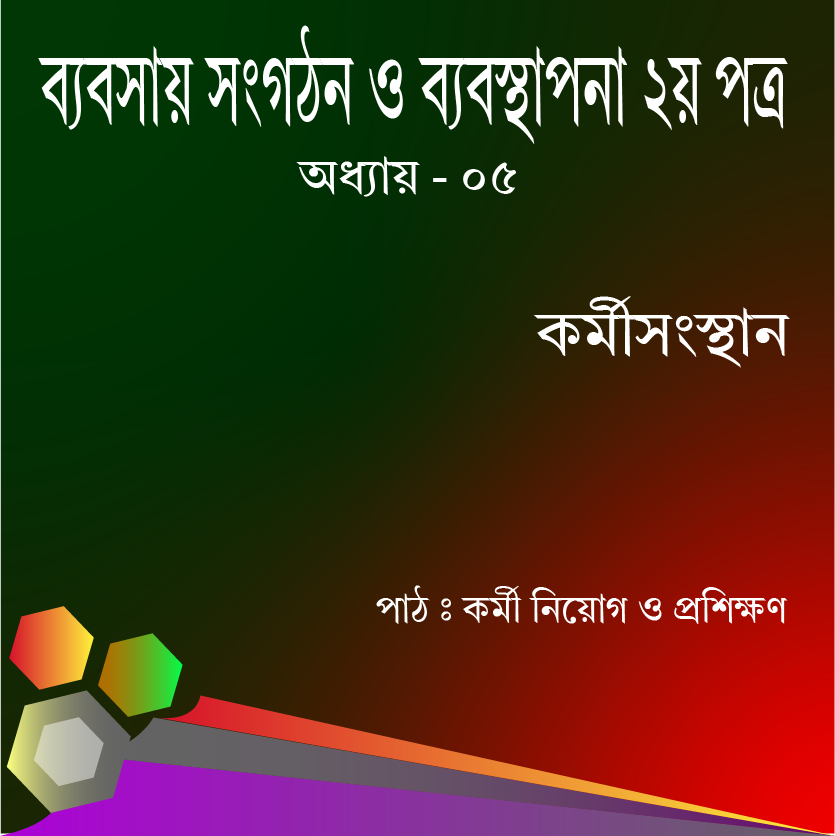 ব্যবসায় সংগঠন ও ব্যবস্থাপনা ২য় পত্র
অধ্যায় - ০৫
কর্মীসংস্থান
পাঠ ঃ কর্মী নিয়োগ ও প্রশিক্ষণ